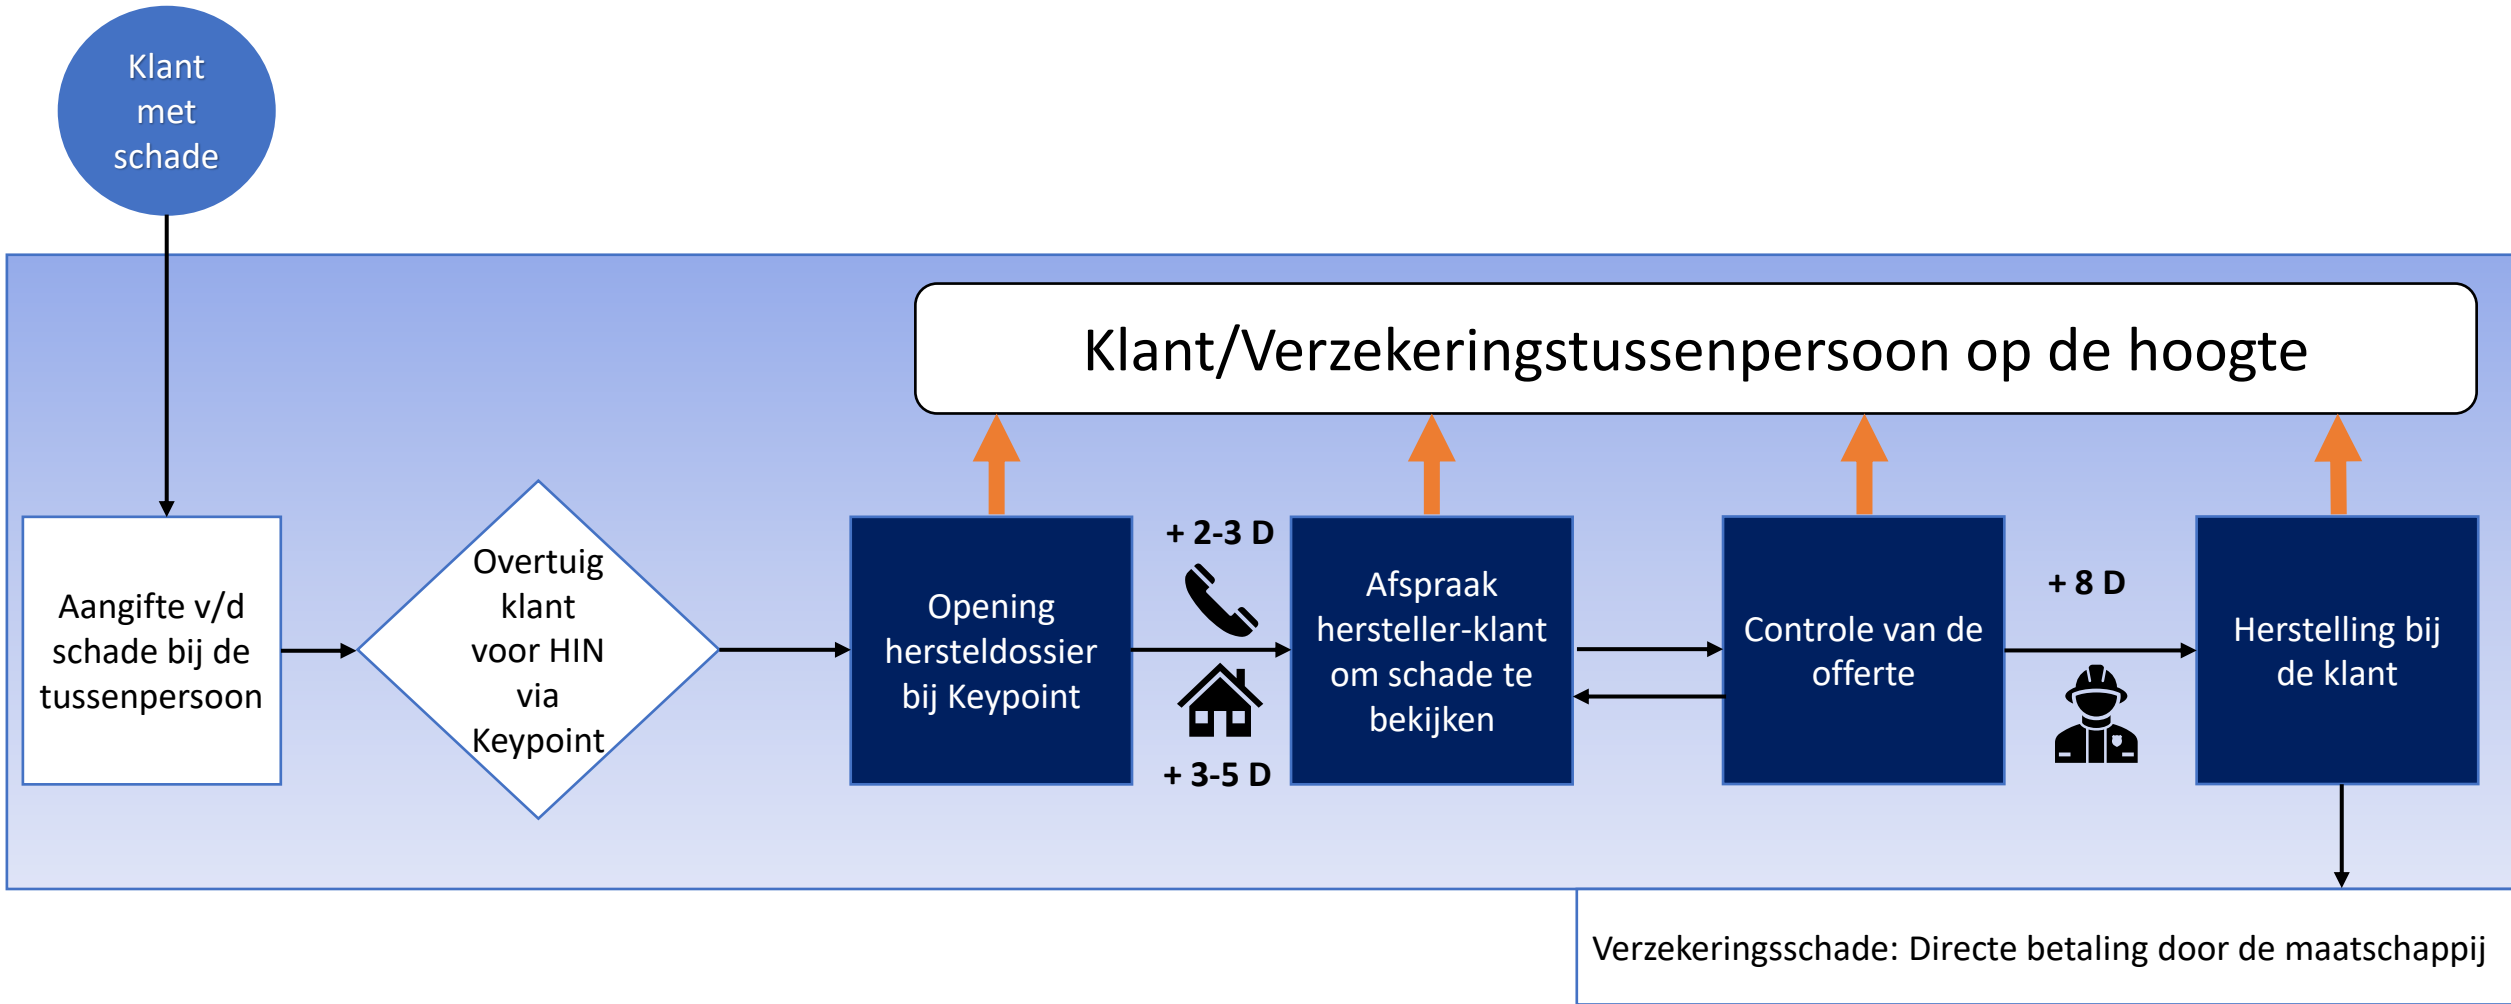 Klant
met
schade
Klant/Verzekeringstussenpersoon op de hoogte
Aangifte v/d
schade bij de
tussenpersoon
Overtuig
klant
voor HIN
via
Keypoint
Opening
hersteldossier
bij Keypoint
+ 2-3 D
+ 3-5 D
Afspraak
hersteller-klant
om schade te
bekijken
Controle van de
offerte
+ 8 D
Herstelling bij
de klant
Verzekeringsschade: Directe betaling door de maatschappij